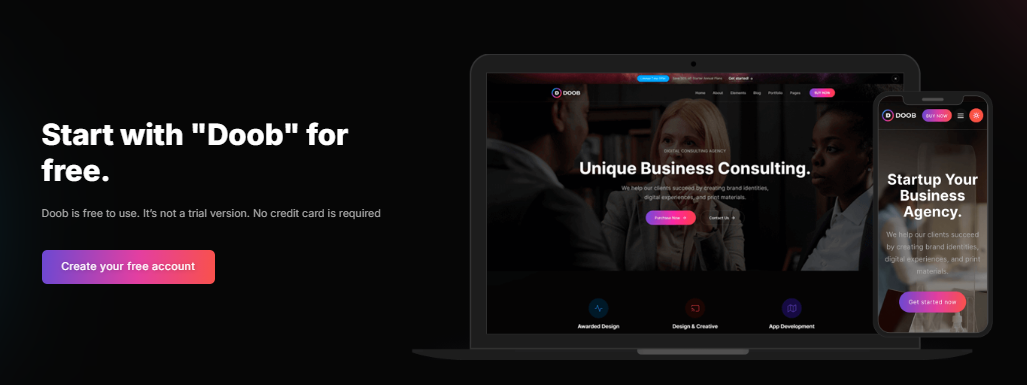 Start with "Doob" for
free.
Doob is free to use. It's not a trial version. No credit card is required
Create your free account
Get started!
DOOB
Home About Elements Blog Portfolio Pages BUY NOW
DIGITAL CONSULTING AGENCY
Unique Business Consulting.
We help our clients succeed by creating brand identities,
digital experiences, and print materials.
Purchase Now Contact Us
Awarded Design Design & Creative App Development
DOOB BUY NOW
Startup Your
Business
Agency.
We help our clients succeed
by creating brand identities,
digital experiences, and print
materials.
Get started now